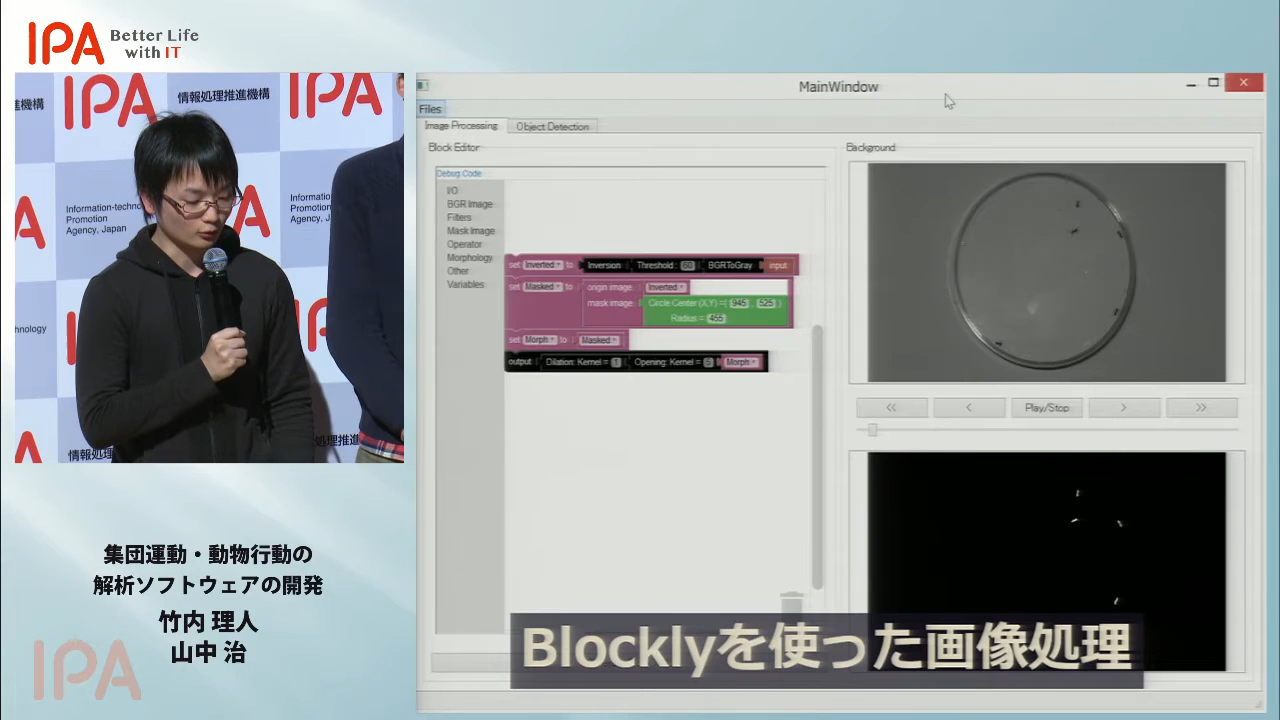 IPA
Better Life
with IT
IPA
情報処理推進機構
IPA
Information-techno
Promotion
Agency, Japan
Information-
Promotion
Agency, J
情報処理
処理推進
集団運動・動物行動の
解析ソフトウェアの開発
竹内 理人
山中 治
IPA
MainWindow
Files
Image Processing
Object Detection
Block Editor
Debug Code
I/O
BGR Image
Filters
Mask Image
Operator
Morphology
Other
Variables
set Inverted to Inversion Threshold : 60 BGRToGray input
set Masked to origin image: Inverted
mask image: Circle Center (X,Y) =( 945 , 525 )
Radius = 455
set Morph to Masked
output Dilation: Kernel = 1 Opening: Kernel = Morph
Background
<<
<
Play/Stop
>
>>
Blocklyを使った画像処理